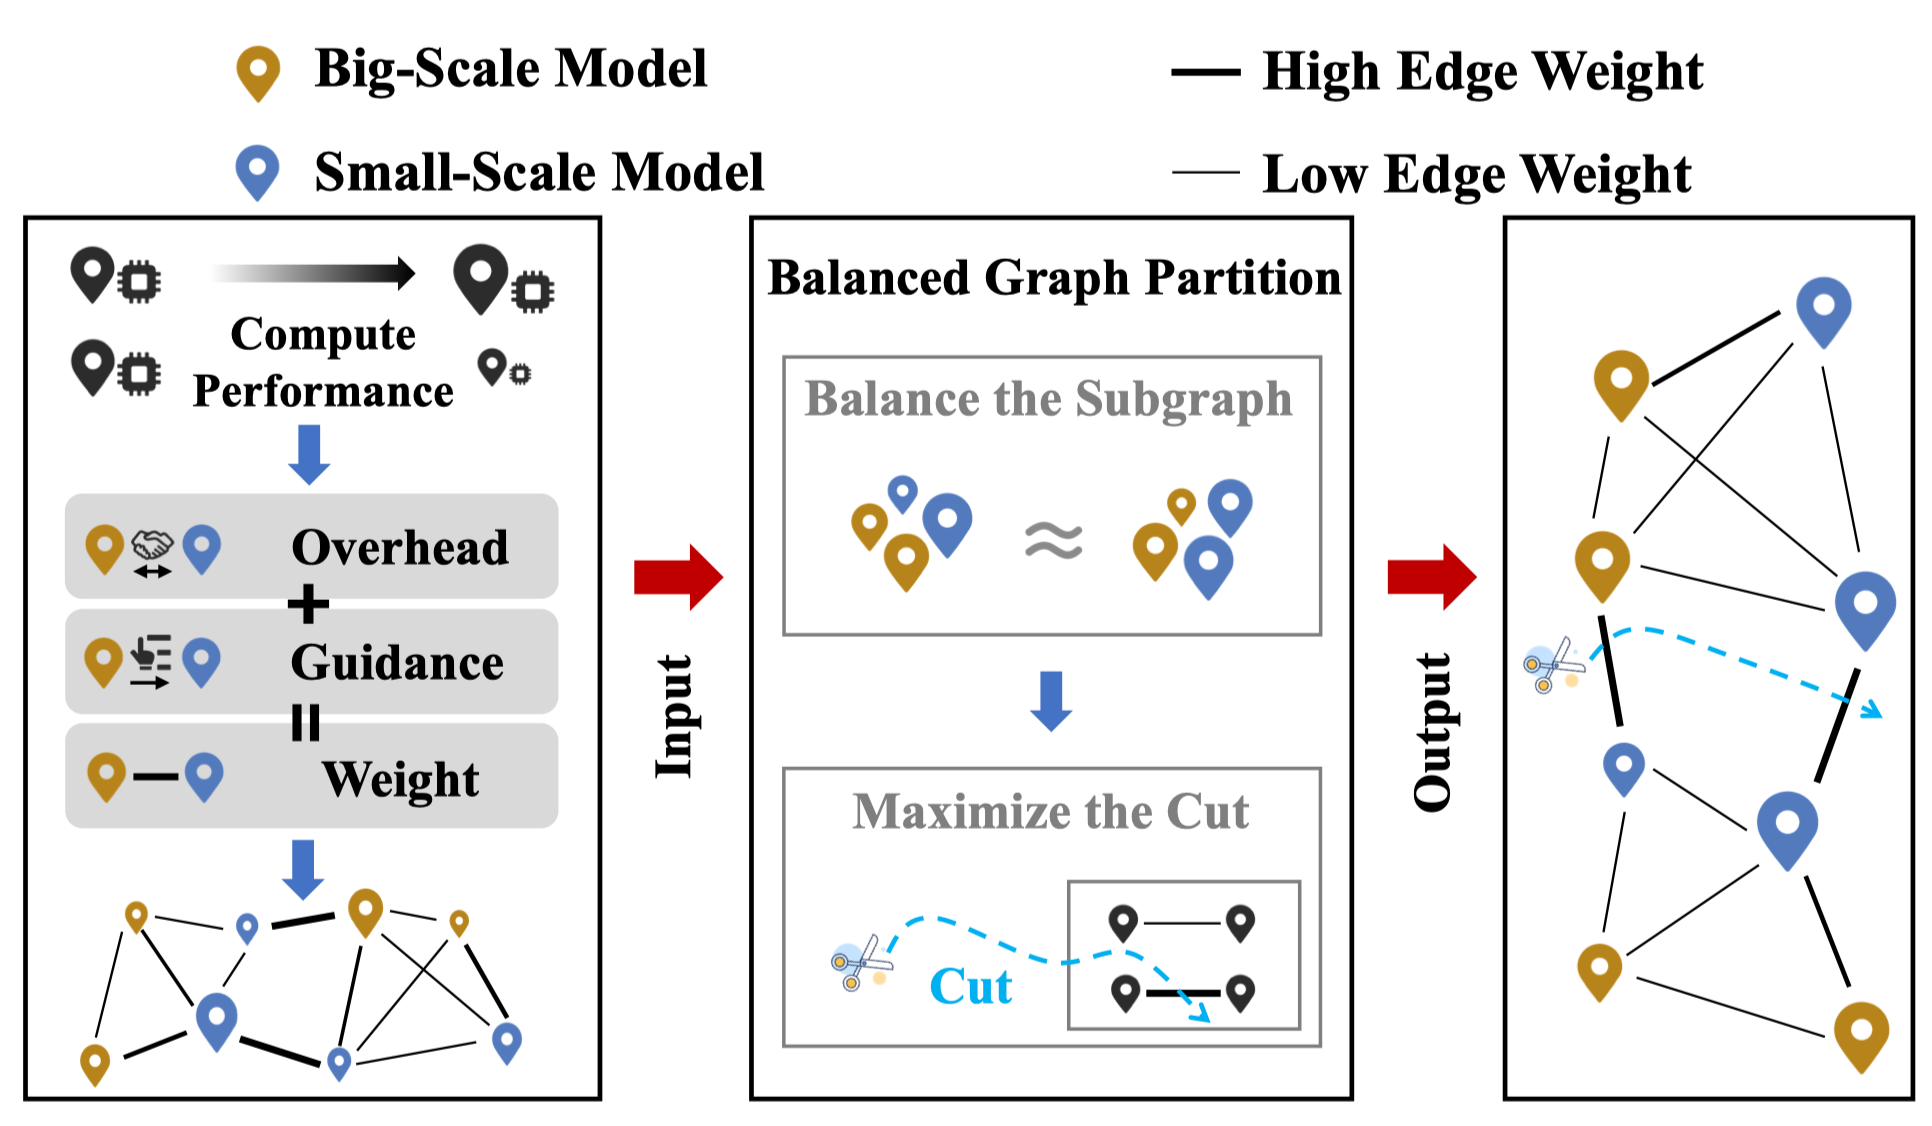 Big-Scale Model
High Edge Weight
Small-Scale Model
Low Edge Weight
Compute
Performance
Overhead
+
Guidance
=
Weight
Input
Balanced Graph Partition
Balance the Subgraph
≈
Maximize the Cut
Cut
Output